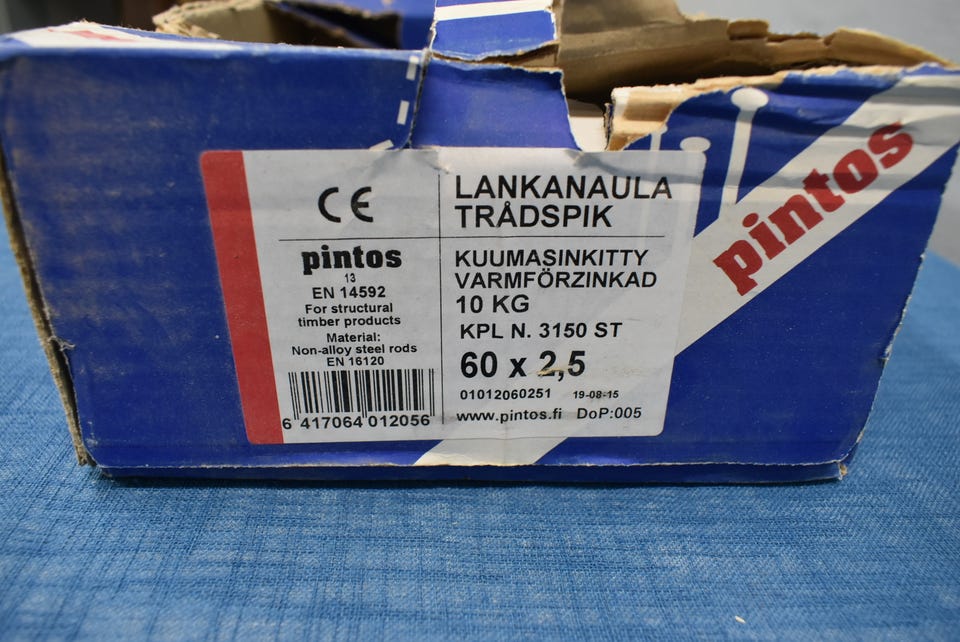 CE
pintos
13
EN 14592
For structural
timber products
Material:
Non-alloy steel rods
EN 16120
6 417064 012056
LANKANAULA
TRÅDSPIK
KUUMASINKITTY
VARMFÖRZINKAD
10 KG
KPL N. 3150 ST
60 x 2,5
01012060251 19-08-15
www.pintos.fi DoP:005
pintos